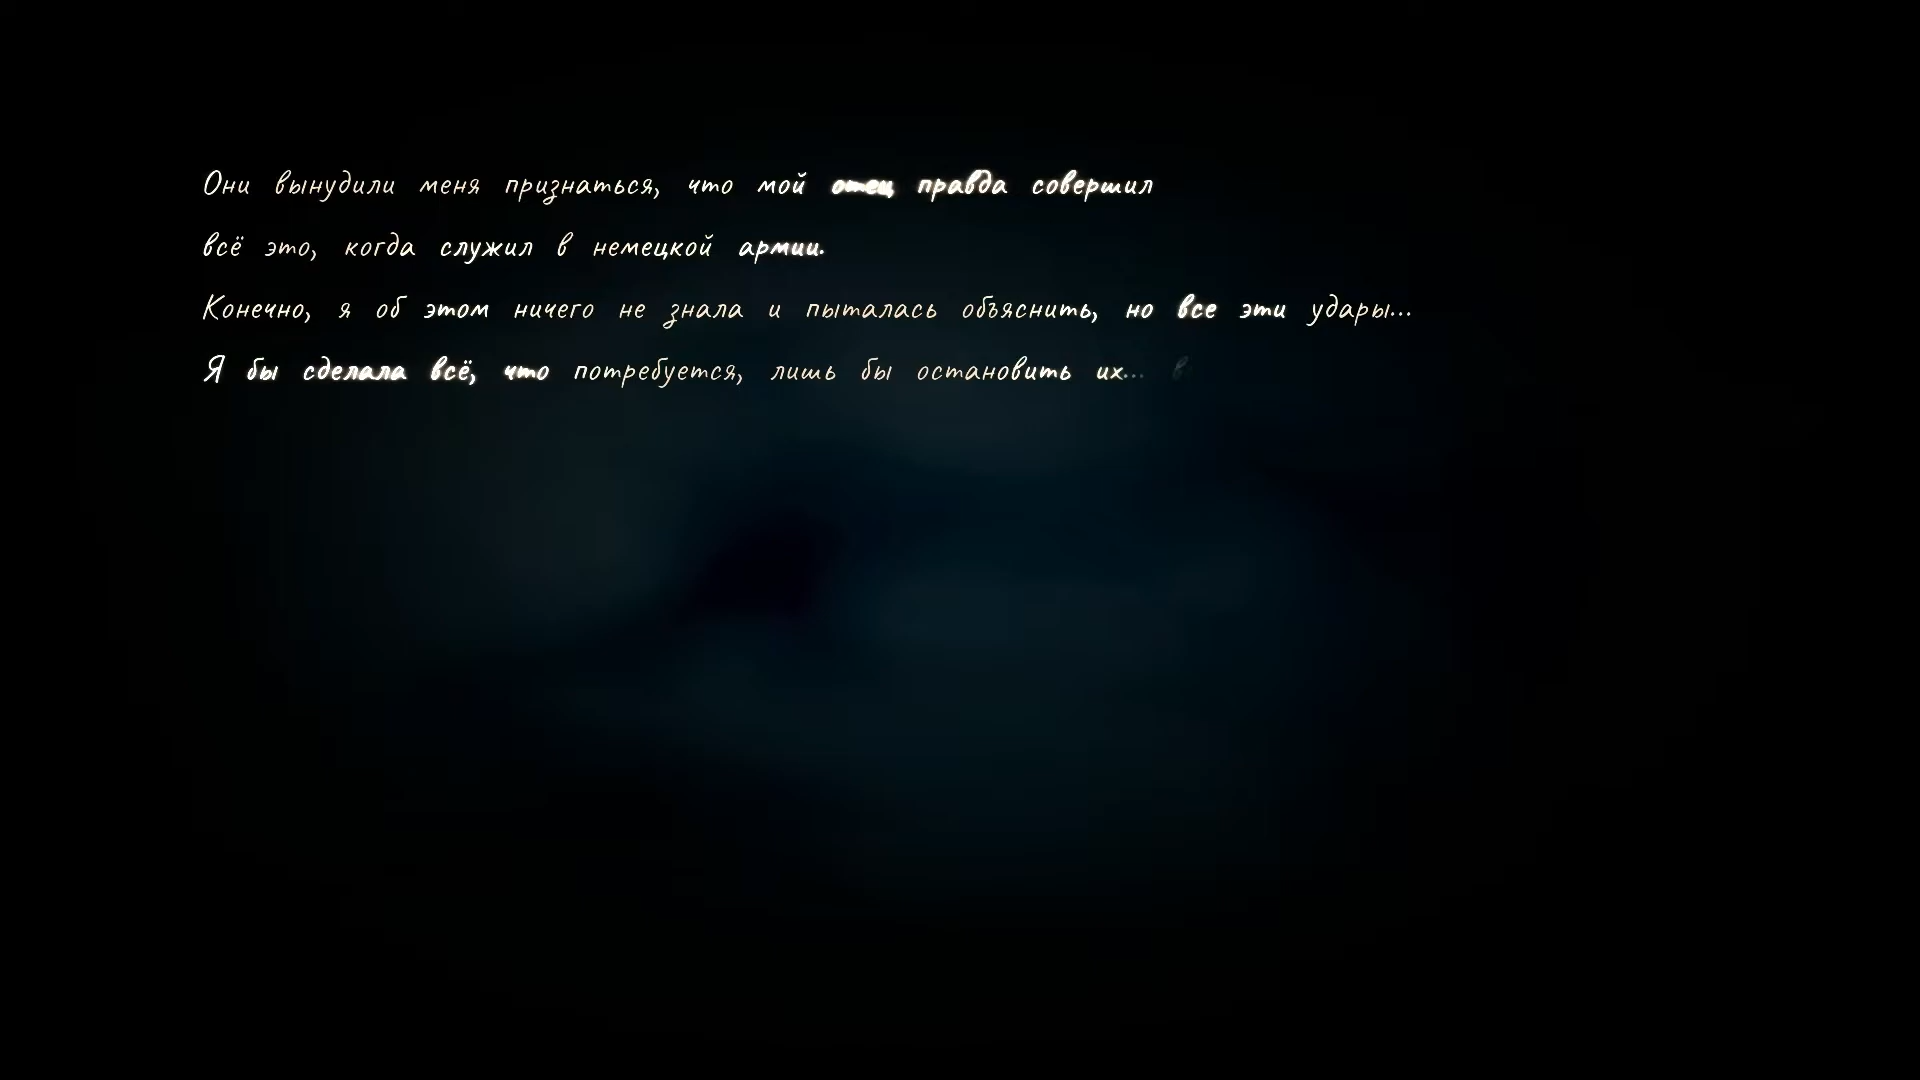 Они вынудили меня признаться, что мой отец правда совершил
всё это, когда служил в немецкой армии.
Конечно, я об этом ничего не знала и пыталась объяснить, но все эти удары...
Я бы сделала всё, что потребуется, лишь бы остановить их... в